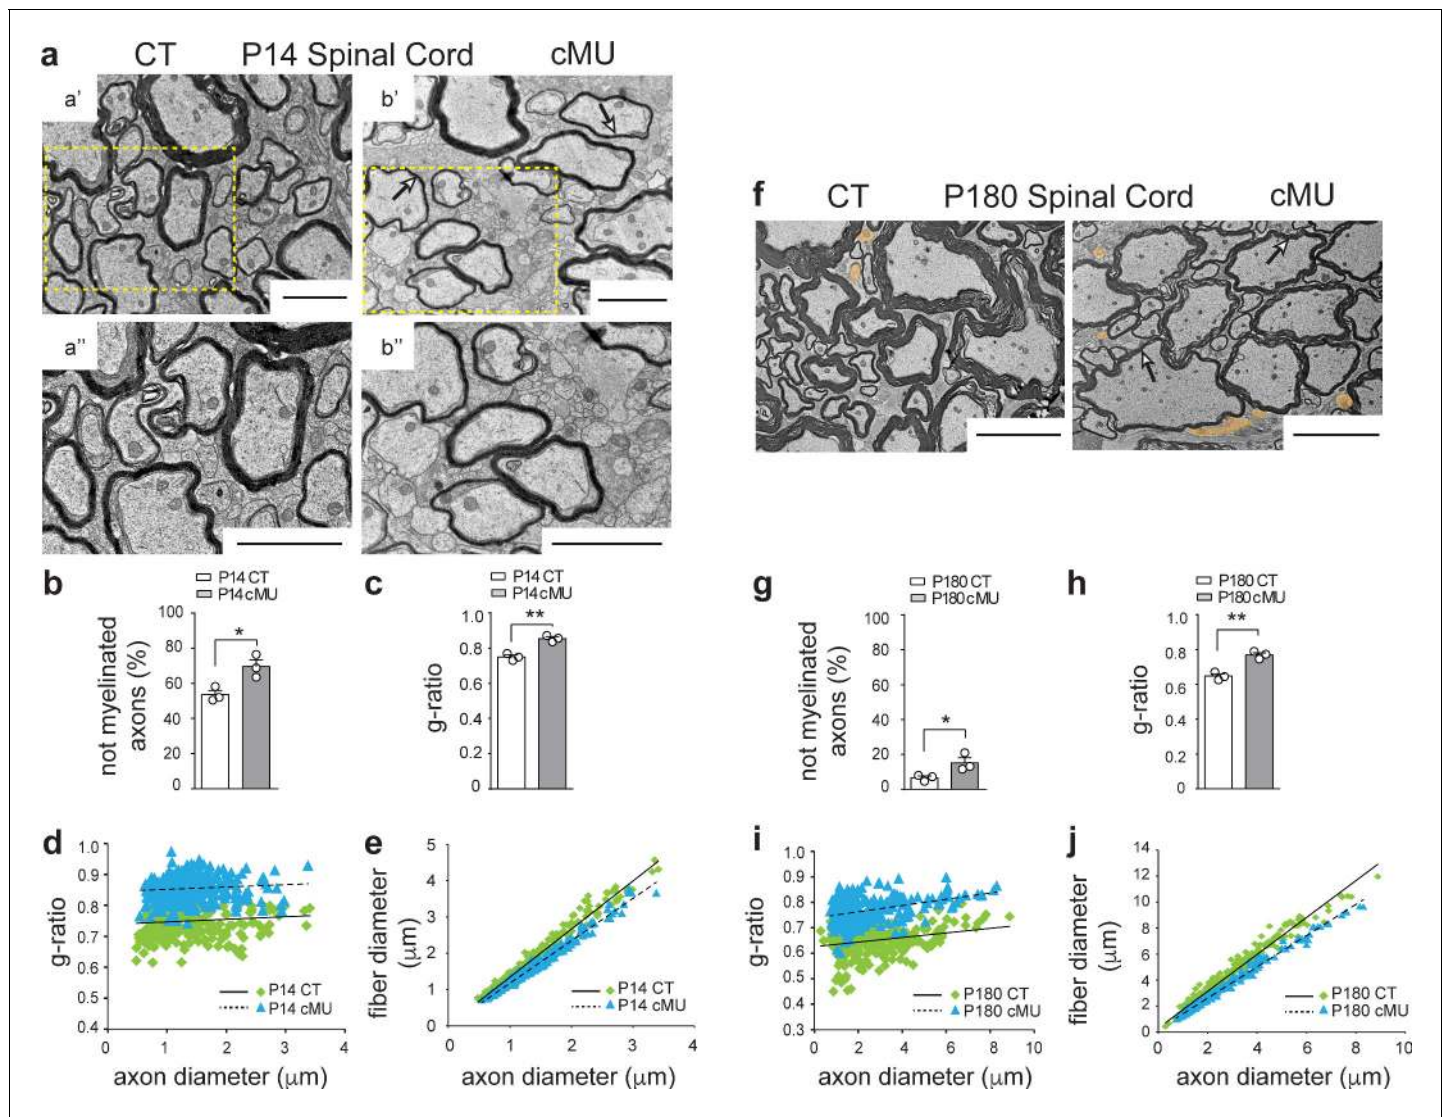 a CT P14 Spinal Cord cMU
a' b'
a'' b''
f CT P180 Spinal Cord cMU
b
P14 CT
P14 cMU
not myelinated axons (%)
100
80
60
40
20
0
*
c
P14 CT
P14 cMU
g-ratio
1.0
0.8
0.6
0.4
0.2
0
**
g
P180 CT
P180 cMU
not myelinated axons (%)
100
80
60
40
20
0
*
h
P180 CT
P180 cMU
g-ratio
1.0
0.8
0.6
0.4
0.2
0
**
d
g-ratio
1.0
0.9
0.8
0.7
0.6
0.5
0.4
P14 CT
P14 cMU
0 1 2 3 4
axon diameter (μm)
e
fiber diameter (μm)
5
4
3
2
1
0
P14 CT
P14 cMU
0 1 2 3 4
axon diameter (μm)
i
g-ratio
1.0
0.9
0.8
0.7
0.6
0.5
0.4
0.3
P180 CT
P180 cMU
0 2 4 6 8 10
axon diameter (μm)
j
fiber diameter (μm)
14
12
10
8
6
4
2
0
P180 CT
P180 cMU
0 2 4 6 8 10
axon diameter (μm)